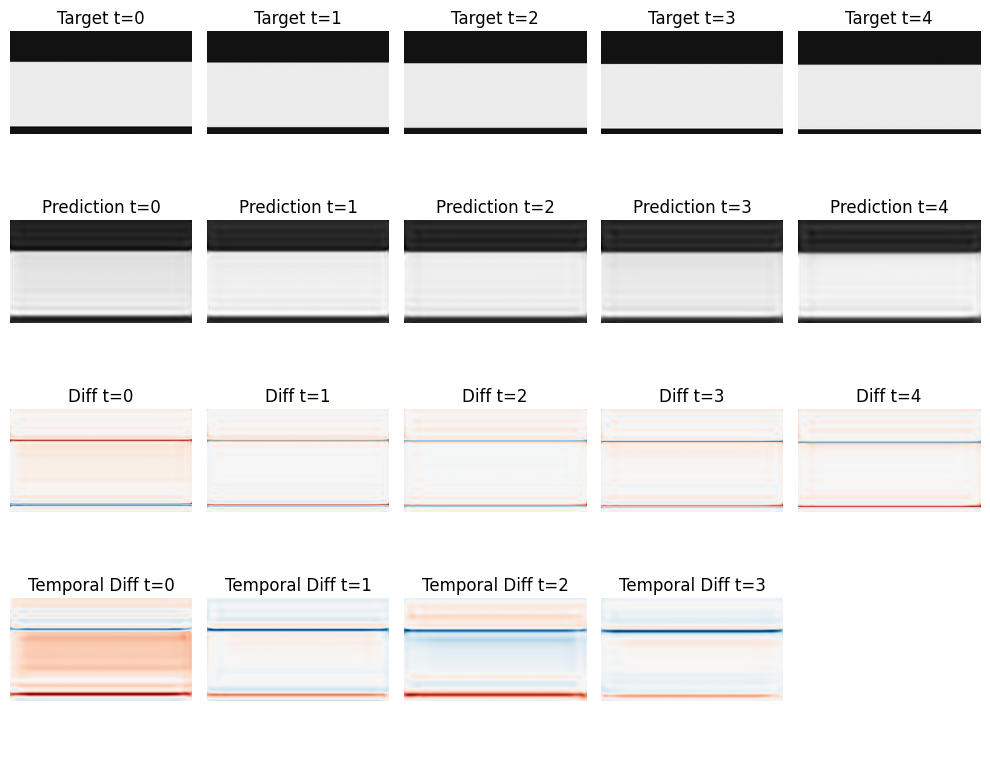 Target t=0 Target t=1 Target t=2 Target t=3 Target t=4
Prediction t=0 Prediction t=1 Prediction t=2 Prediction t=3 Prediction t=4
Diff t=0 Diff t=1 Diff t=2 Diff t=3 Diff t=4
Temporal Diff t=0 Temporal Diff t=1 Temporal Diff t=2 Temporal Diff t=3